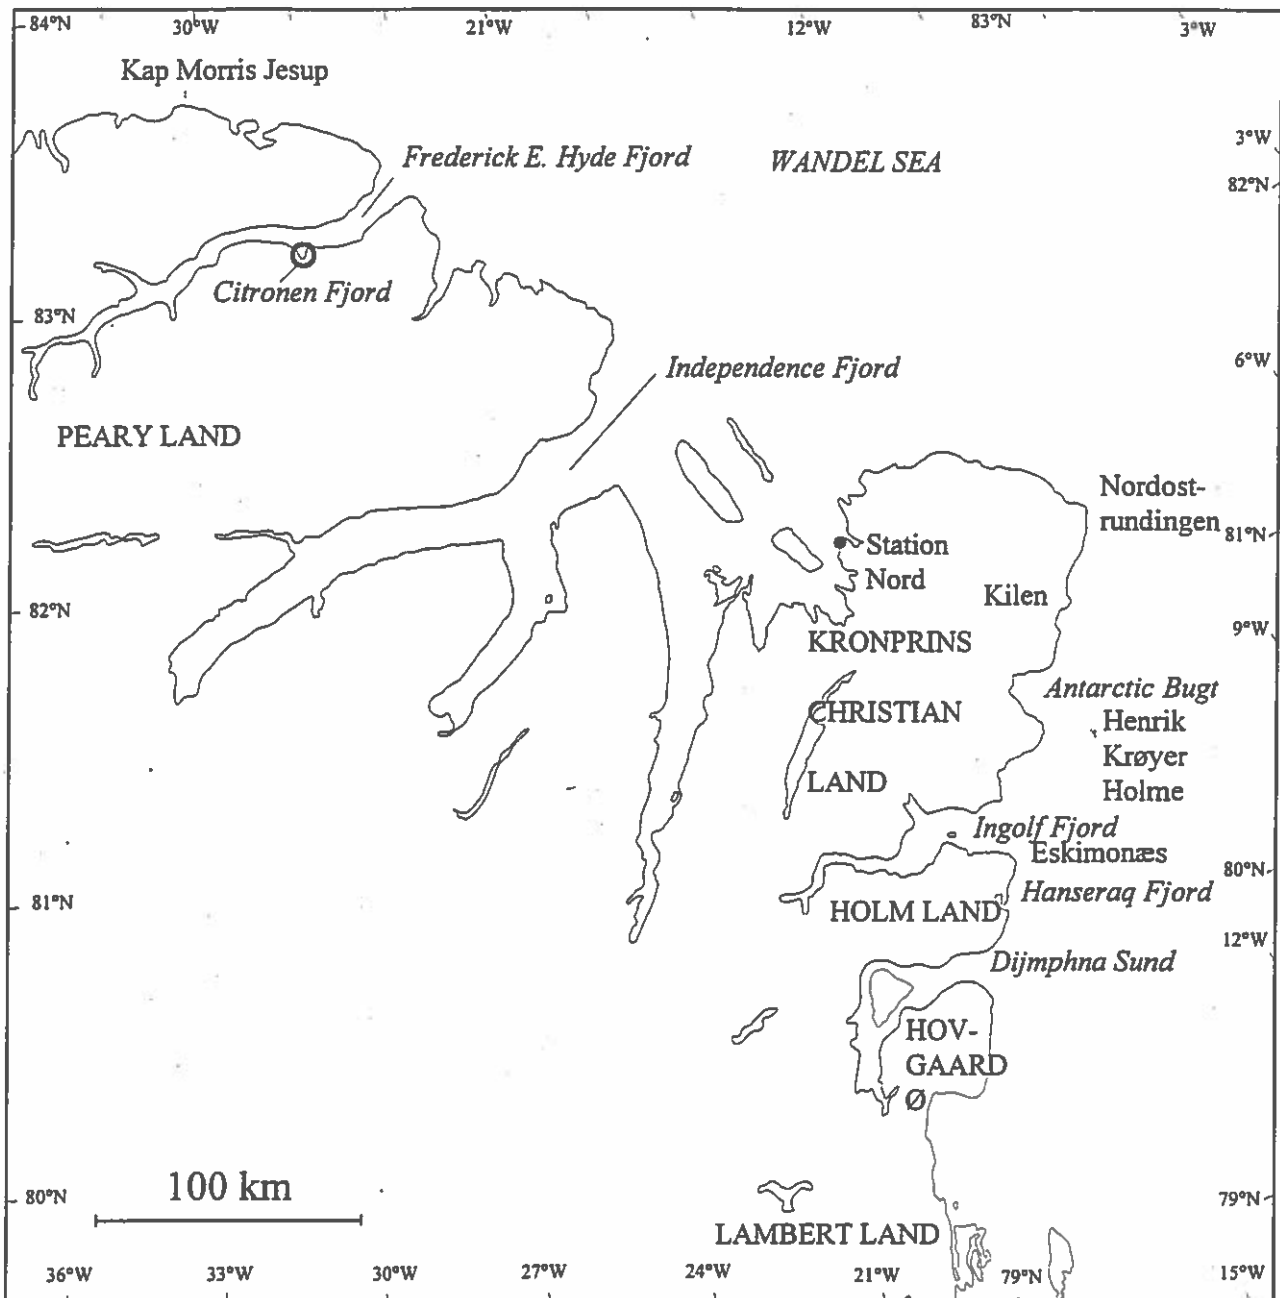 84°N
30°W
21°W
12°W
83°N
3°W
Kap Morris Jesup
3°W
Frederick E. Hyde Fjord
WANDEL SEA
82°N
Citronen Fjord
83°N
6°W
Independence Fjord
PEARY LAND
Nordost-
rundingen
81°N
Station
Nord
Kilen
82°N
9°W
KRONPRINS
Antarctic Bugt
CHRISTIAN
Henrik
Krøyer
Holme
LAND
Ingolf Fjord
Eskimonæs
80°N
Hanseraq Fjord
81°N
HOLM LAND
12°W
Dijmphna Sund
HOV-
GAARD
Ø
100 km
80°N
79°N
LAMBERT LAND
36°W
33°W
30°W
27°W
24°W
21°W
79°N
15°W